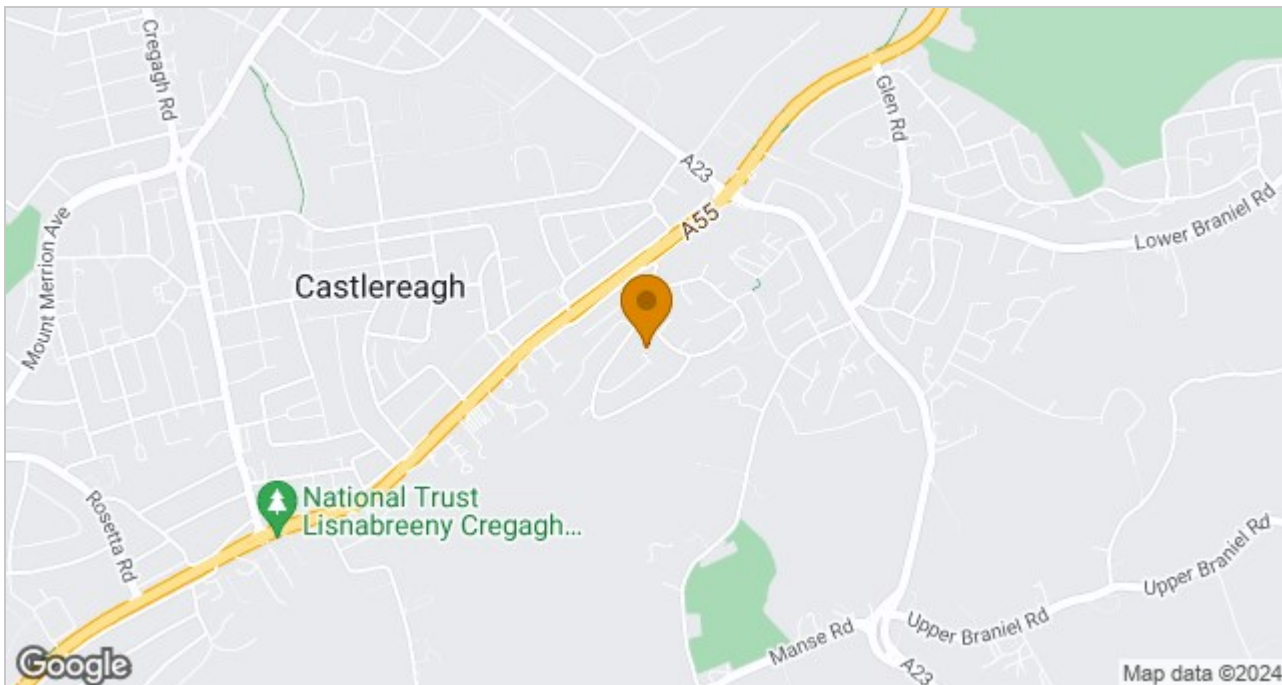 Cregagh Rd
Glen Rd
A23
Lower Braniel Rd
A55
Mount Merrion Ave
Castlereagh
National Trust
Lisnabreeny Cregagh...
Rosetta Rd
Upper Braniel Rd
Upper Braniel Rd
Manse Rd
A23
Google
Map data ©2024